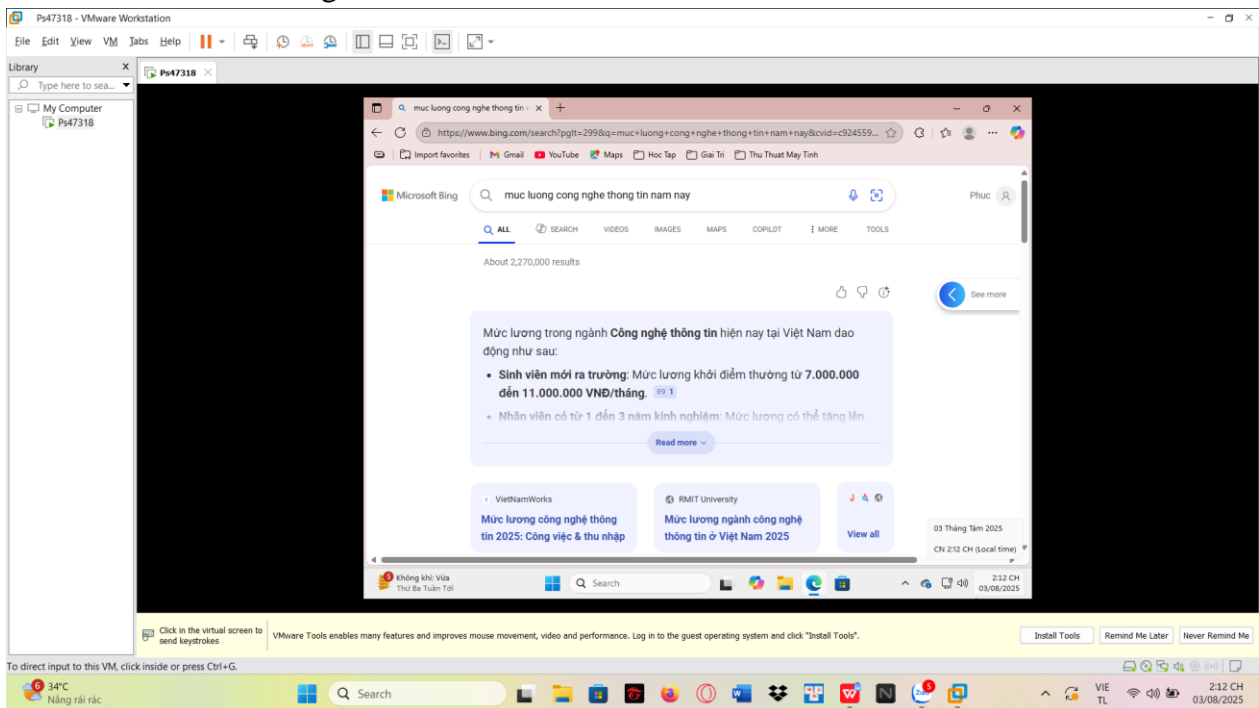 Ps47318 - VMware Workstation
File Edit View VM Tabs Help
Library
Type here to sea...
My Computer
Ps47318
Ps47318
muc luong cong nghe thong tin
https://www.bing.com/search?pglt=299&q=muc+luong+cong+nghe+thong+tin+nam+nay&cvid=c924559...
Import favorites Gmail YouTube Maps Hoc Tap Giai Tri Thu Thuat May Tinh
Microsoft Bing muc luong cong nghe thong tin nam nay Phuc
ALL SEARCH VIDEOS IMAGES MAPS COPILOT MORE TOOLS
About 2,270,000 results
See more
Mức lương trong ngành Công nghệ thông tin hiện nay tại Việt Nam dao
động như sau:
• Sinh viên mới ra trường: Mức lương khởi điểm thường từ 7.000.000
đến 11.000.000 VNĐ/tháng. 1
• Nhân viên có từ 1 đến 3 năm kinh nghiệm: Mức lương có thể tăng lên
Read more
VietNamWorks
Mức lương công nghệ thông
tin 2025: Công việc & thu nhập
RMIT University
Mức lương ngành công nghệ
thông tin ở Việt Nam 2025
View all
03 Tháng Tám 2025
CN 2:12 CH (Local time)
5
Không khí: Vừa
Thứ Ba Tuần Tới
Search
2:12 CH
03/08/2025
Click in the virtual screen to
send keystrokes
VMware Tools enables many features and improves mouse movement, video and performance. Log in to the guest operating system and click "Install Tools".
Install Tools Remind Me Later Never Remind Me
To direct input to this VM, click inside or press Ctrl+G.
6
34°C
Nắng rải rác
Search
Zalo
5
VIE
TL
2:12 CH
03/08/2025